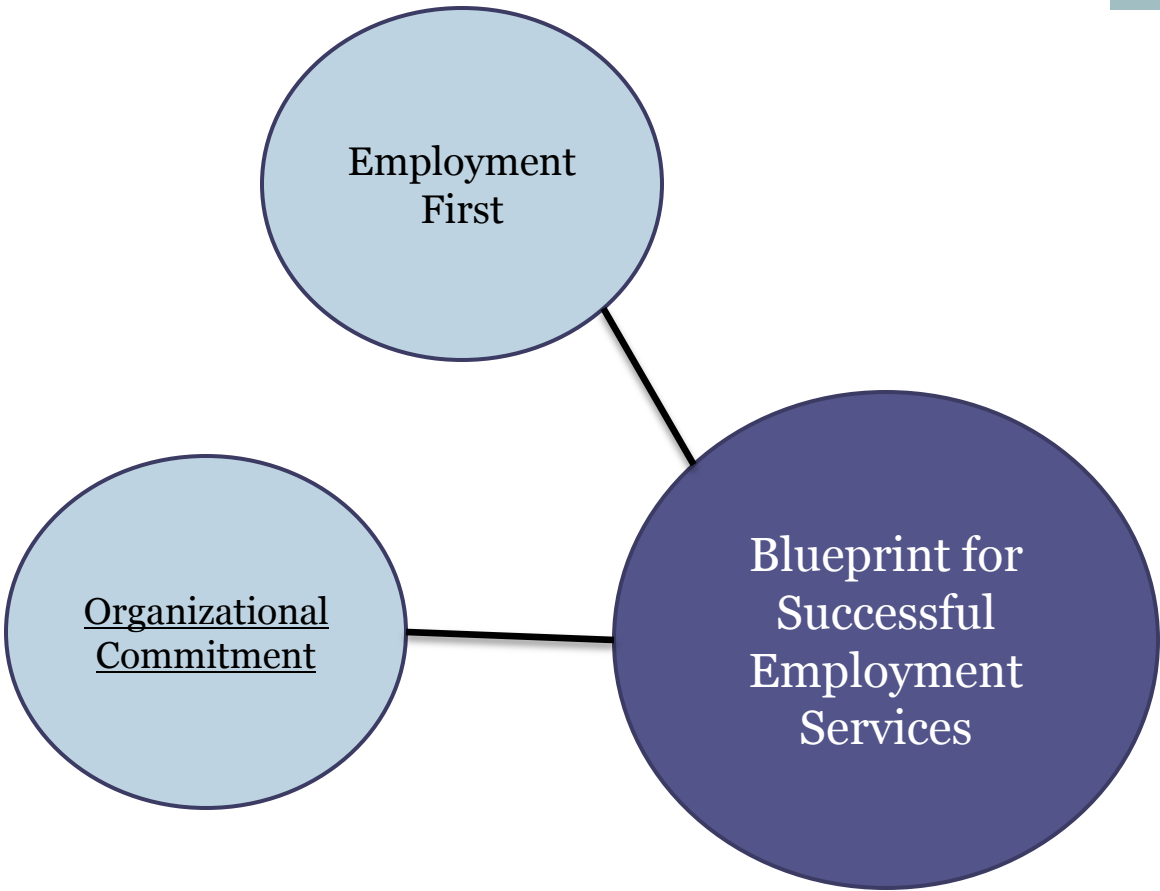 Employment
First
Organizational
Commitment
Blueprint for
Successful
Employment
Services